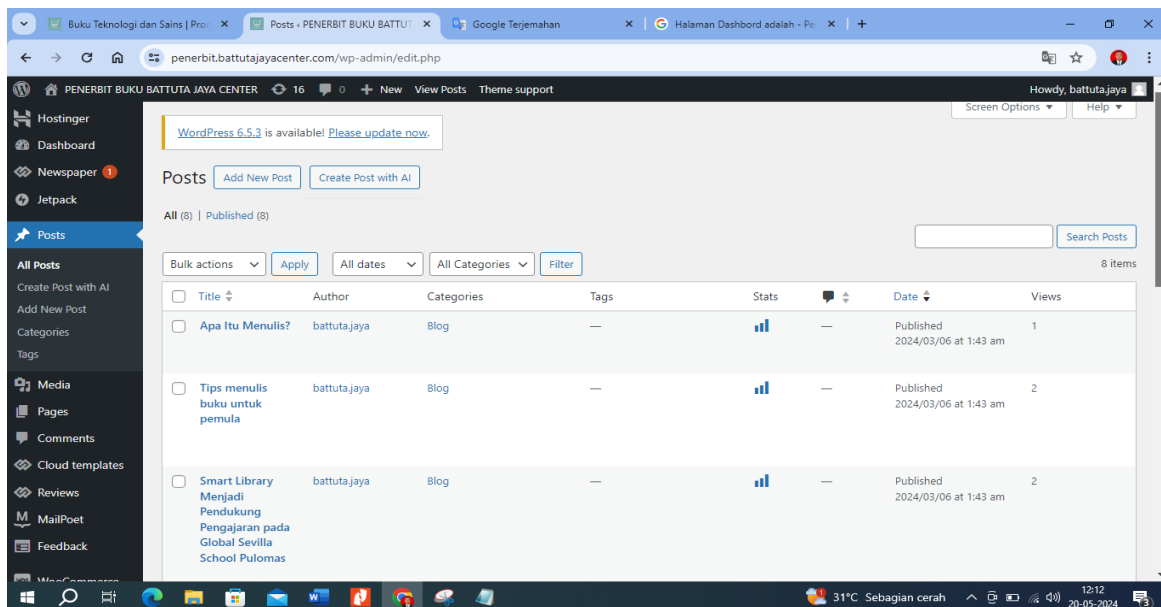 Buku Teknologi dan Sains | Prod
Posts ‹ PENERBIT BUKU BATTUT
Google Terjemahan
Halaman Dashbord adalah - Pe
penerbit.battutajayacenter.com/wp-admin/edit.php
PENERBIT BUKU BATTUTA JAYA CENTER 16 0 New View Posts Theme support Howdy, battuta.jaya
Screen Options Help
Hostinger
Dashboard
Newspaper 1
Jetpack
Posts
All Posts
Create Post with AI
Add New Post
Categories
Tags
Media
Pages
Comments
Cloud templates
Reviews
MailPoet
Feedback
WooCommerce
WordPress 6.5.3 is available! Please update now.
Posts Add New Post Create Post with AI
All (8) | Published (8)
Search Posts
Bulk actions Apply All dates All Categories Filter 8 items
Title Author Categories Tags Stats Date Views
Apa Itu Menulis? battuta.jaya Blog — — Published 1
2024/03/06 at 1:43 am
Tips menulis battuta.jaya Blog — — Published 2
buku untuk 2024/03/06 at 1:43 am
pemula
Smart Library battuta.jaya Blog — — Published 2
Menjadi 2024/03/06 at 1:43 am
Pendukung
Pengajaran pada
Global Sevilla
School Pulomas
31°C Sebagian cerah 12:12
20-05-2024 3